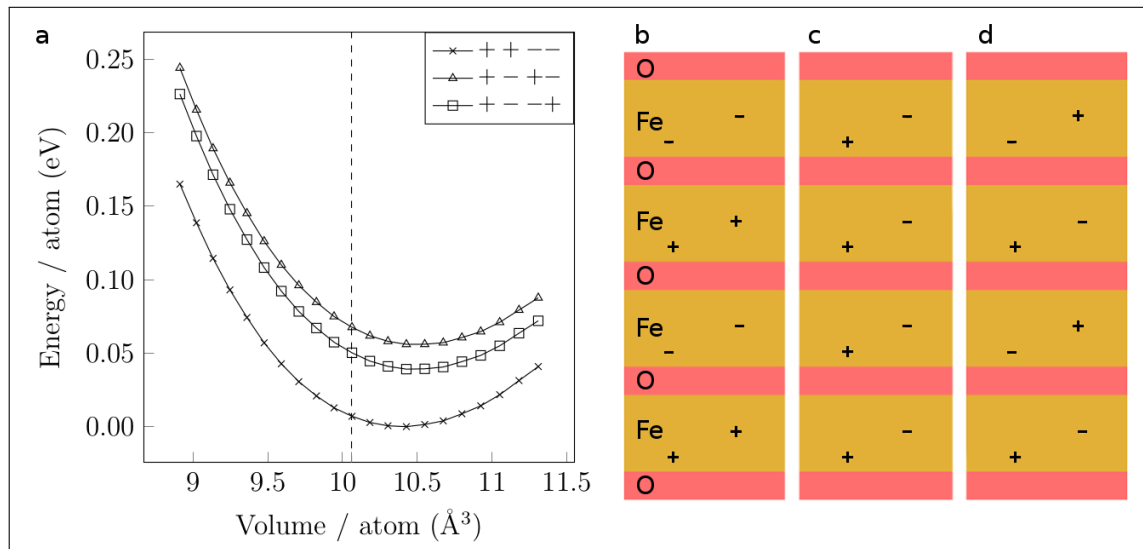 a
Energy / atom (eV)
0.25
0.20
0.15
0.10
0.05
0.00
9
9.5
10
10.5
11
11.5
Volume / atom (Å³)
+ + − −
+ − + −
+ − − +
b
c
d
O
Fe
- -
+ -
- +
O
Fe
+ +
+ -
+ -
O
Fe
- -
+ -
- +
O
Fe
+ +
+ -
+ -
O